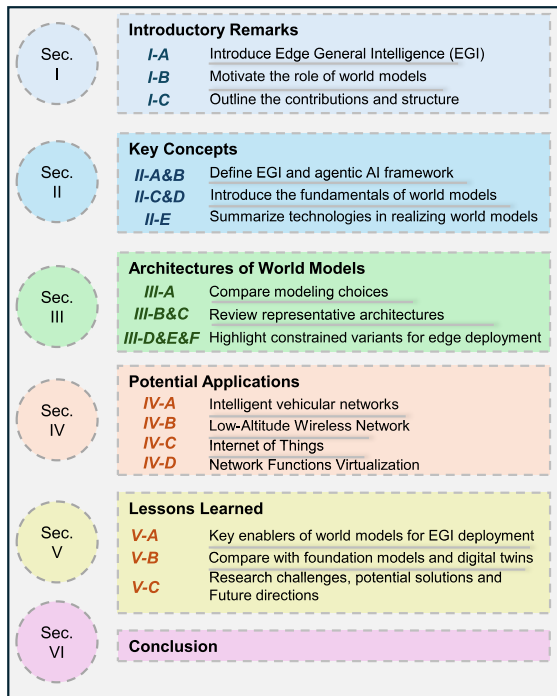 Sec.
I
Introductory Remarks
I-A Introduce Edge General Intelligence (EGI)
I-B Motivate the role of world models
I-C Outline the contributions and structure
Sec.
II
Key Concepts
II-A&B Define EGI and agentic AI framework
II-C&D Introduce the fundamentals of world models
II-E Summarize technologies in realizing world models
Sec.
III
Architectures of World Models
III-A Compare modeling choices
III-B&C Review representative architectures
III-D&E&F Highlight constrained variants for edge deployment
Sec.
IV
Potential Applications
IV-A Intelligent vehicular networks
IV-B Low-Altitude Wireless Network
IV-C Internet of Things
IV-D Network Functions Virtualization
Sec.
V
Lessons Learned
V-A Key enablers of world models for EGI deployment
V-B Compare with foundation models and digital twins
V-C Research challenges, potential solutions and
Future directions
Sec.
VI
Conclusion